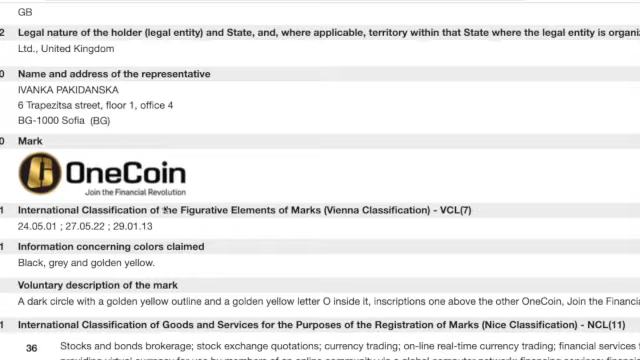 GB
2 Legal nature of the holder (legal entity) and State, and, where applicable, territory within that State where the legal entity is
Ltd., United Kingdom
0 Name and address of the representative
IVANKA PAKIDANSKA
6 Trapezitsa street, floor 1, office 4
BG-1000 Sofia (BG)
0 Mark
OneCoin
Join the Financial Revolution
1 International Classification of the Figurative Elements of Marks (Vienna Classification) - VCL(7)
24.05.01 ; 27.05.22 ; 29.01.13
1 Information concerning colors claimed
Black, grey and golden yellow.
Voluntary description of the mark
A dark circle with a golden yellow outline and a golden yellow letter O inside it, inscriptions one above the other OneCoin, Join the
1 International Classification of Goods and Services for the Purposes of the Registration of Marks (Nice Classification) - NCL(11)
36 Stocks and bonds brokerage; stock exchange quotations; currency trading; on-line real-time currency trading; financial services